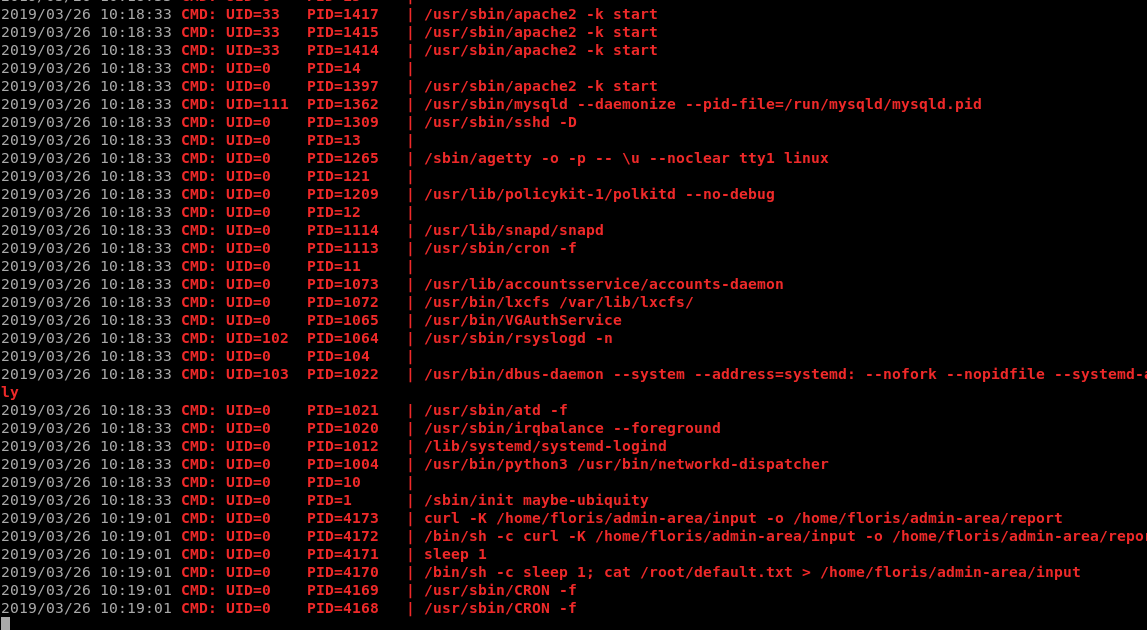 2019/03/26 10:18:33 CMD: UID=33 PID=1417 | /usr/sbin/apache2 -k start
2019/03/26 10:18:33 CMD: UID=33 PID=1415 | /usr/sbin/apache2 -k start
2019/03/26 10:18:33 CMD: UID=33 PID=1414 | /usr/sbin/apache2 -k start
2019/03/26 10:18:33 CMD: UID=0 PID=14 |
2019/03/26 10:18:33 CMD: UID=0 PID=1397 | /usr/sbin/apache2 -k start
2019/03/26 10:18:33 CMD: UID=111 PID=1362 | /usr/sbin/mysqld --daemonize --pid-file=/run/mysqld/mysqld.pid
2019/03/26 10:18:33 CMD: UID=0 PID=1309 | /usr/sbin/sshd -D
2019/03/26 10:18:33 CMD: UID=0 PID=13 |
2019/03/26 10:18:33 CMD: UID=0 PID=1265 | /sbin/agetty -o -p -- \u --noclear tty1 linux
2019/03/26 10:18:33 CMD: UID=0 PID=121 |
2019/03/26 10:18:33 CMD: UID=0 PID=1209 | /usr/lib/policykit-1/polkitd --no-debug
2019/03/26 10:18:33 CMD: UID=0 PID=12 |
2019/03/26 10:18:33 CMD: UID=0 PID=1114 | /usr/lib/snapd/snapd
2019/03/26 10:18:33 CMD: UID=0 PID=1113 | /usr/sbin/cron -f
2019/03/26 10:18:33 CMD: UID=0 PID=11 |
2019/03/26 10:18:33 CMD: UID=0 PID=1073 | /usr/lib/accountsservice/accounts-daemon
2019/03/26 10:18:33 CMD: UID=0 PID=1072 | /usr/bin/lxcfs /var/lib/lxcfs/
2019/03/26 10:18:33 CMD: UID=0 PID=1065 | /usr/bin/VGAuthService
2019/03/26 10:18:33 CMD: UID=102 PID=1064 | /usr/sbin/rsyslogd -n
2019/03/26 10:18:33 CMD: UID=0 PID=104 |
2019/03/26 10:18:33 CMD: UID=103 PID=1022 | /usr/bin/dbus-daemon --system --address=systemd: --nofork --nopidfile --systemd-a
ly
2019/03/26 10:18:33 CMD: UID=0 PID=1021 | /usr/sbin/atd -f
2019/03/26 10:18:33 CMD: UID=0 PID=1020 | /usr/sbin/irqbalance --foreground
2019/03/26 10:18:33 CMD: UID=0 PID=1012 | /lib/systemd/systemd-logind
2019/03/26 10:18:33 CMD: UID=0 PID=1004 | /usr/bin/python3 /usr/bin/networkd-dispatcher
2019/03/26 10:18:33 CMD: UID=0 PID=10 |
2019/03/26 10:18:33 CMD: UID=0 PID=1 | /sbin/init maybe-ubiquity
2019/03/26 10:19:01 CMD: UID=0 PID=4173 | curl -K /home/floris/admin-area/input -o /home/floris/admin-area/report
2019/03/26 10:19:01 CMD: UID=0 PID=4172 | /bin/sh -c curl -K /home/floris/admin-area/input -o /home/floris/admin-area/repor
2019/03/26 10:19:01 CMD: UID=0 PID=4171 | sleep 1
2019/03/26 10:19:01 CMD: UID=0 PID=4170 | /bin/sh -c sleep 1; cat /root/default.txt > /home/floris/admin-area/input
2019/03/26 10:19:01 CMD: UID=0 PID=4169 | /usr/sbin/CRON -f
2019/03/26 10:19:01 CMD: UID=0 PID=4168 | /usr/sbin/CRON -f